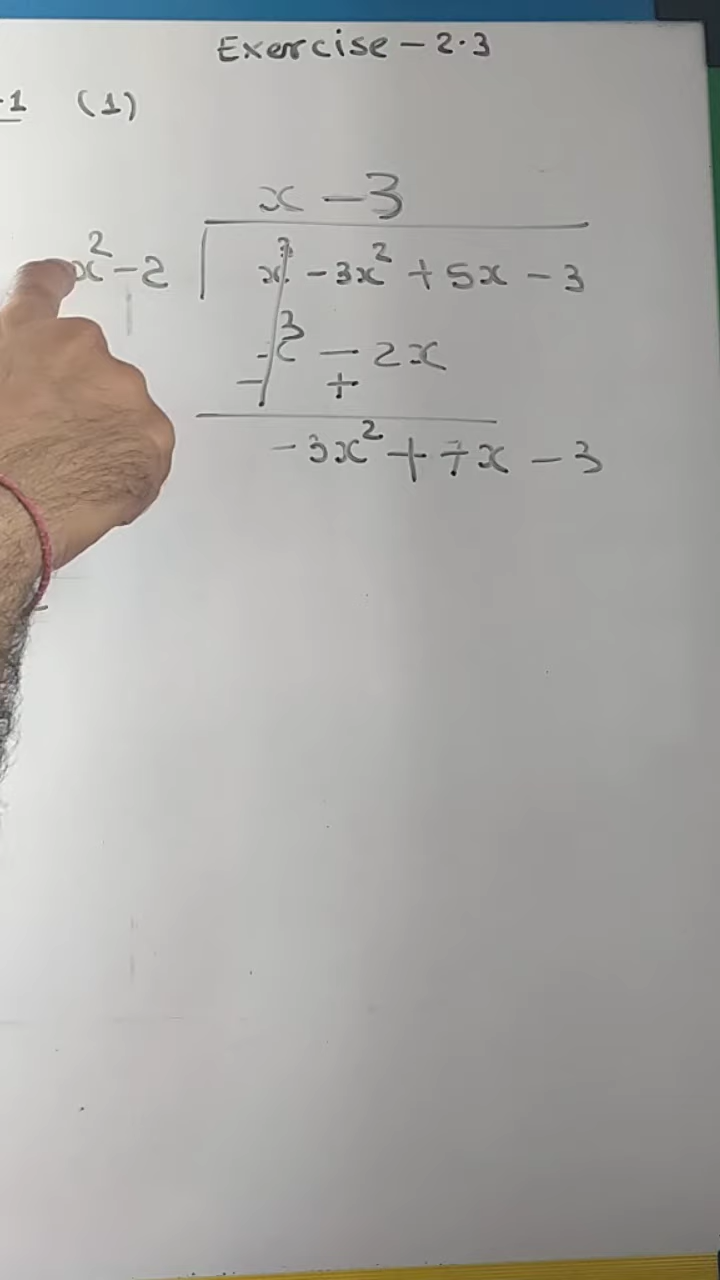 Exercise - 2.3
1 (1)
x - 3
x² - 2 x³ - 3x² + 5x - 3
- x³ - 2x
- +
- 3x² + 7x - 3